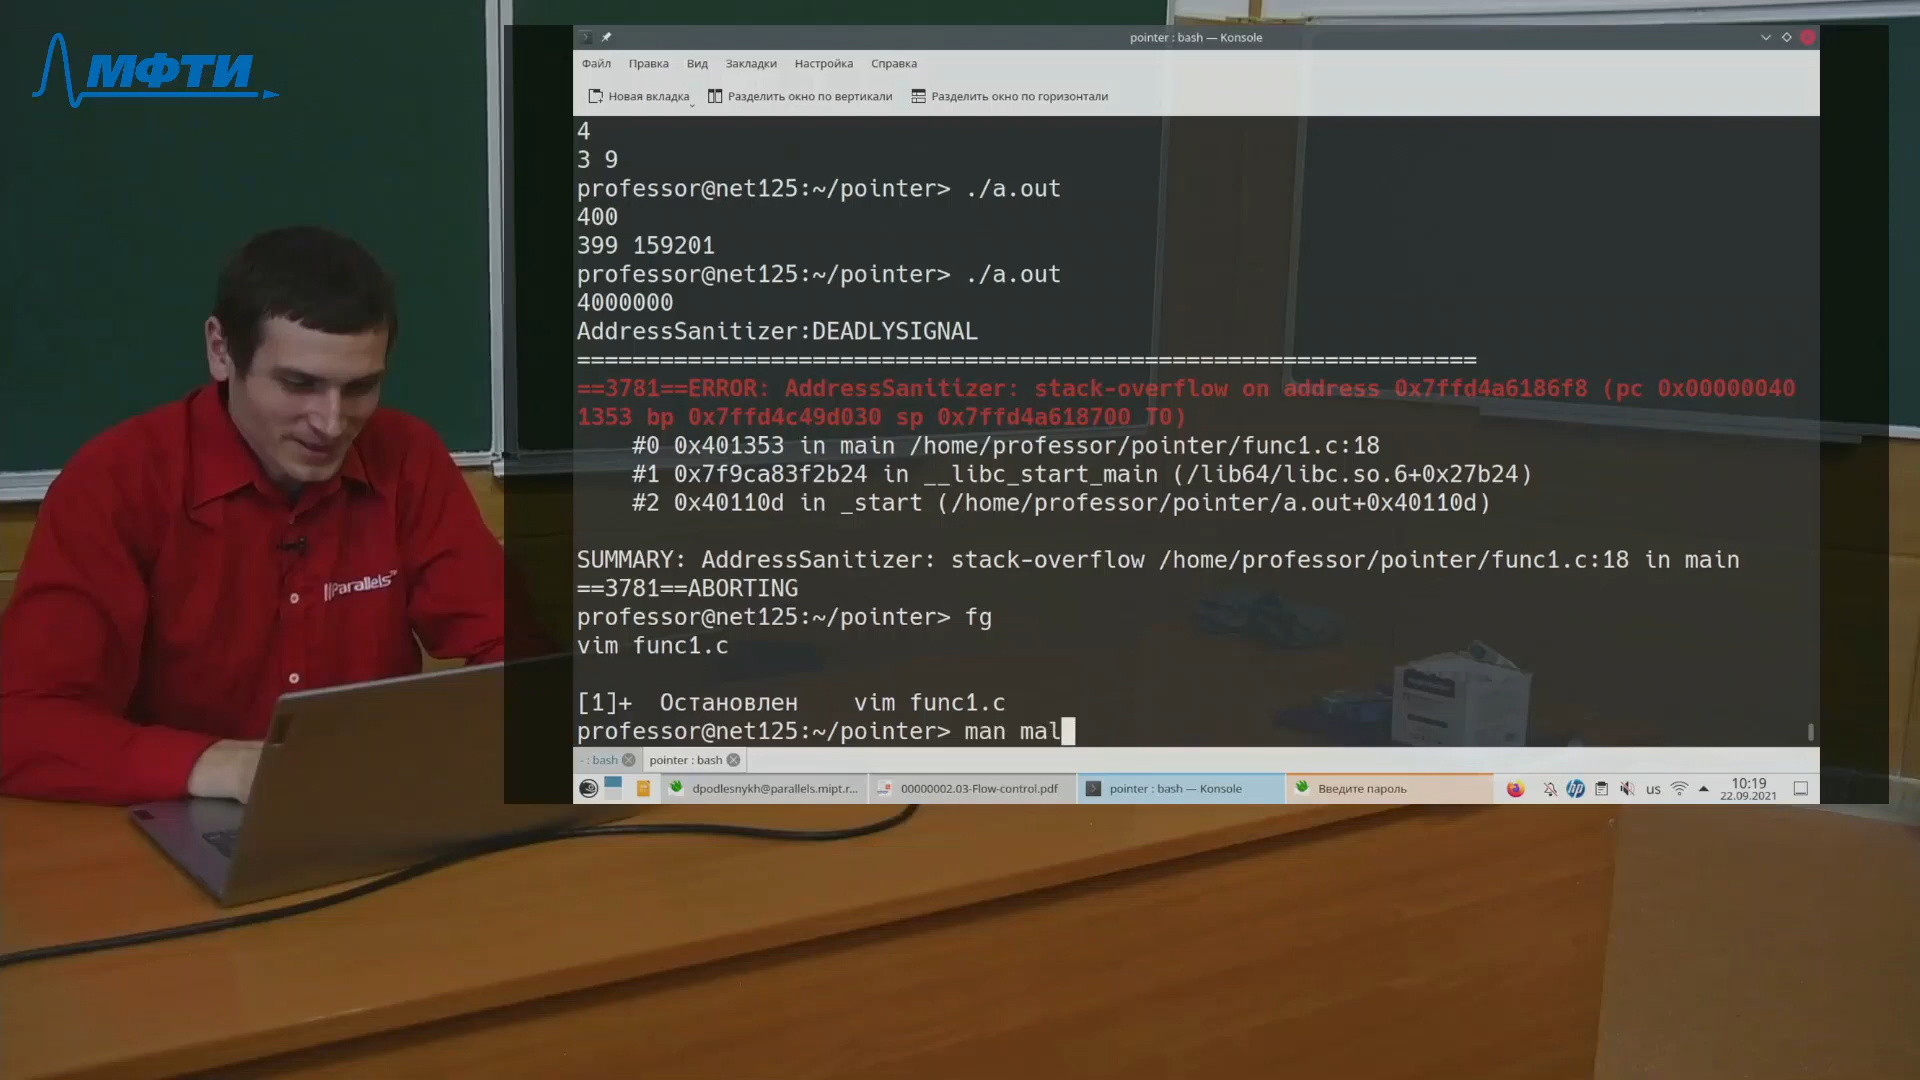 МФТИ
pointer : bash — Konsole
Файл Правка Вид Закладки Настройка Справка
Новая вкладка Разделить окно по вертикали Разделить окно по горизонтали
4
3 9
professor@net125:~/pointer> ./a.out
400
399 159201
professor@net125:~/pointer> ./a.out
4000000
AddressSanitizer:DEADLYSIGNAL
=================================================================
==3781==ERROR: AddressSanitizer: stack-overflow on address 0x7ffd4a6186f8 (pc 0x00000040
1353 bp 0x7ffd4c49d030 sp 0x7ffd4a618700 T0)
#0 0x401353 in main /home/professor/pointer/func1.c:18
#1 0x7f9ca83f2b24 in __libc_start_main (/lib64/libc.so.6+0x27b24)
#2 0x40110d in _start (/home/professor/pointer/a.out+0x40110d)
SUMMARY: AddressSanitizer: stack-overflow /home/professor/pointer/func1.c:18 in main
==3781==ABORTING
professor@net125:~/pointer> fg
vim func1.c
[1]+ Остановлен vim func1.c
professor@net125:~/pointer> man mal
- : bash pointer : bash
dpodlesnykh@parallels.mipt.r... 00000002.03-Flow-control.pdf pointer : bash — Konsole Введите пароль us 10:19
22.09.2021
Parallels™